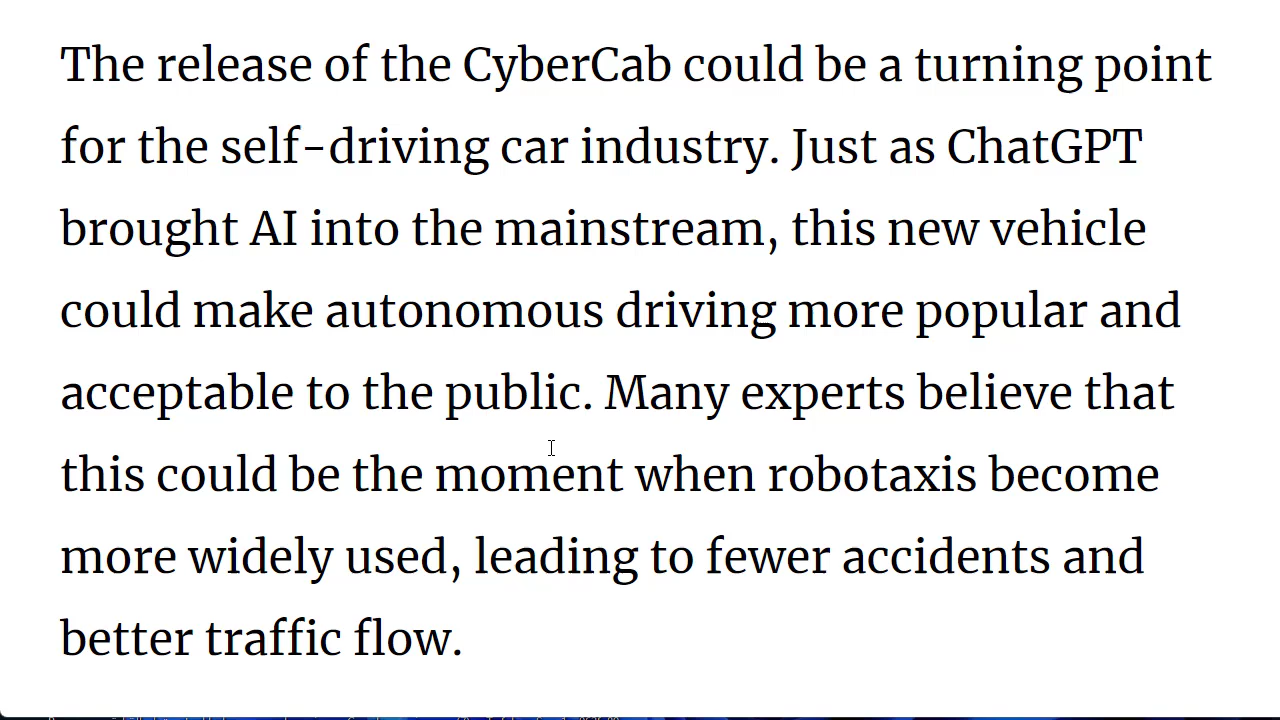 The release of the CyberCab could be a turning point
for the self-driving car industry. Just as ChatGPT
brought AI into the mainstream, this new vehicle
could make autonomous driving more popular and
acceptable to the public. Many experts believe that
this could be the moment when robotaxis become
more widely used, leading to fewer accidents and
better traffic flow.